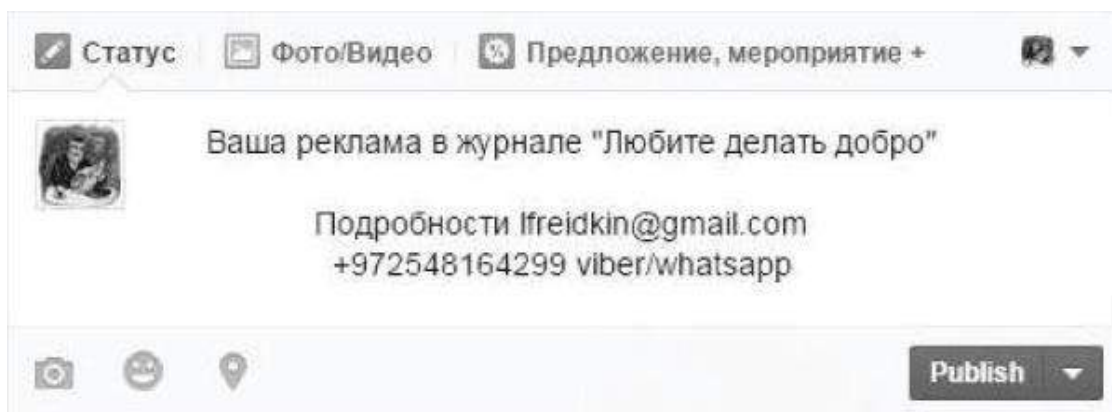 Статус Фото/Видео Предложение, мероприятие +
Ваша реклама в журнале "Любите делать добро"
Подробности lfreidkin@gmail.com
+972548164299 viber/whatsapp
Publish